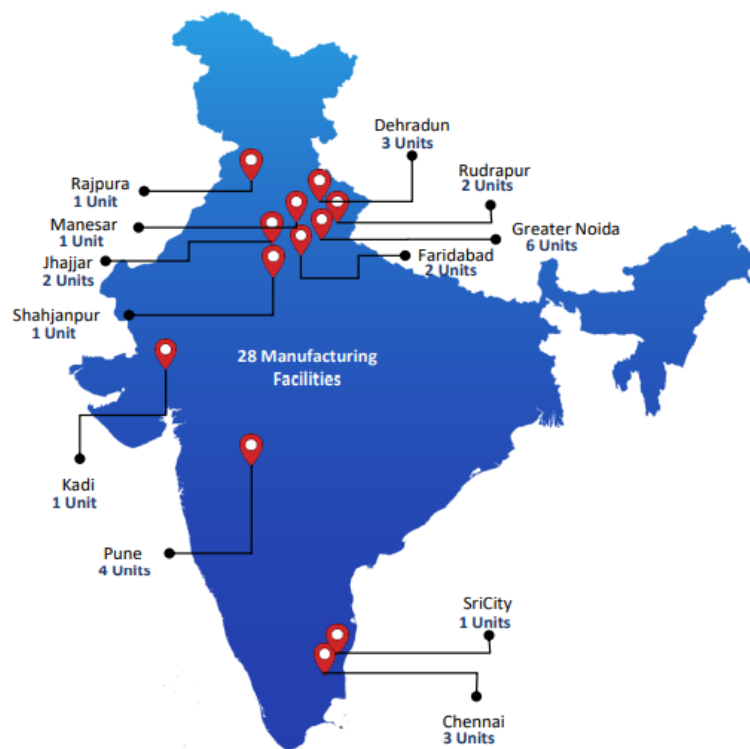 Dehradun
3 Units
Rudrapur
2 Units
Rajpura
1 Unit
Manesar
1 Unit
Greater Noida
6 Units
Jhajjar
2 Units
Faridabad
2 Units
Shahjanpur
1 Unit
28 Manufacturing
Facilities
Kadi
1 Unit
Pune
4 Units
SriCity
1 Units
Chennai
3 Units